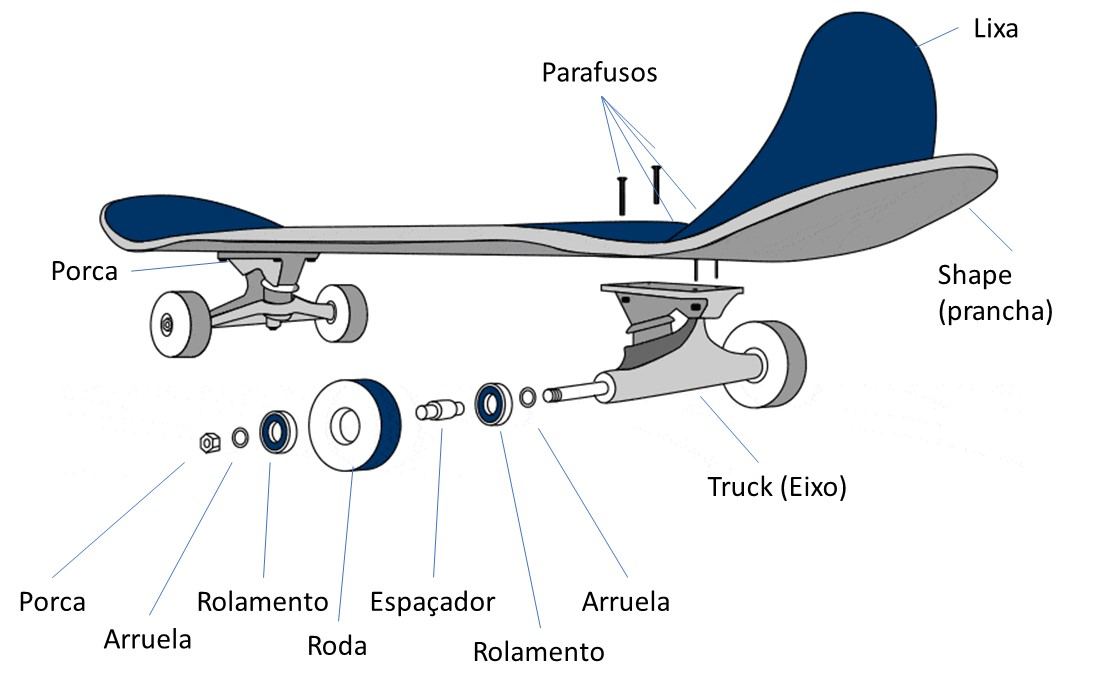 Lixa
Parafusos
Porca
Shape
(prancha)
Truck (Eixo)
Porca
Arruela
Rolamento
Roda
Espaçador
Rolamento
Arruela